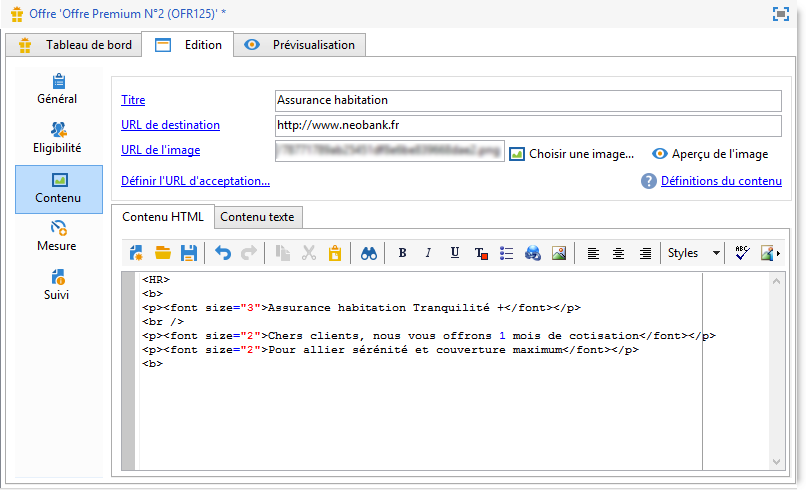 Offre 'Offre Premium N°2 (OFR125)' *
Tableau de bord Edition Prévisualisation
Général
Eligibilité
Contenu
Mesure
Suivi
Titre Assurance habitation
URL de destination http://www.neobank.fr
URL de l'image Choisir une image... Aperçu de l'image
Définir l'URL d'acceptation... ? Définitions du contenu
Contenu HTML Contenu texte
B I U T Styles ABC
<HR>
<b>
<p><font size="3">Assurance habitation Tranquilité +</font></p>
<br />
<p><font size="2">Chers clients, nous vous offrons 1 mois de cotisation</font></p>
<p><font size="2">Pour allier sérénité et couverture maximum</font></p>
<b>